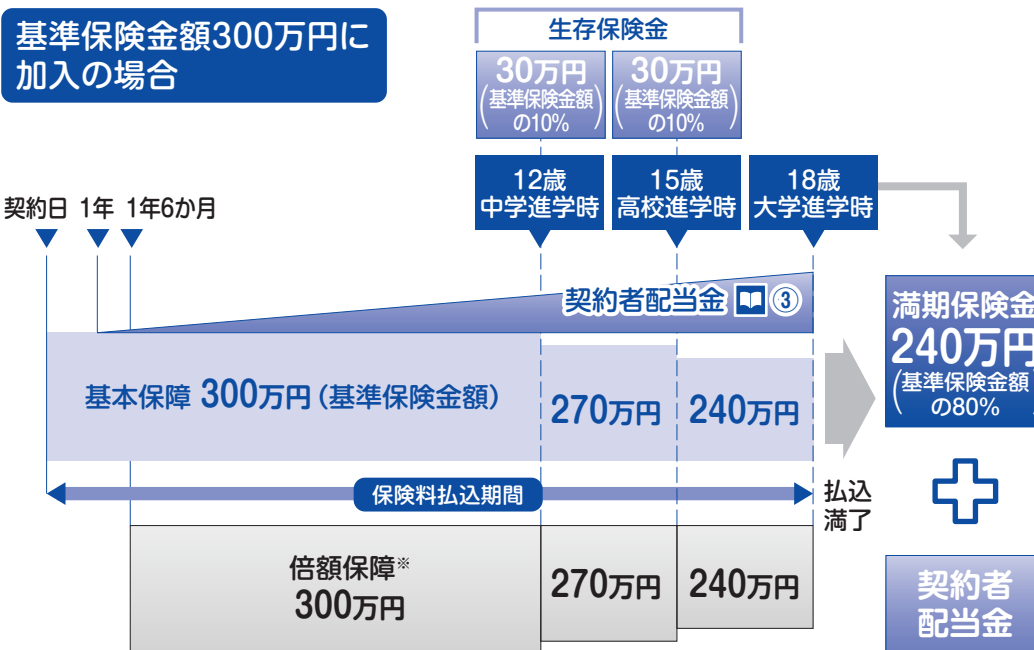 基準保険金額300万円に
加入の場合
生存保険金
30万円
(基準保険金額
の10%)
30万円
(基準保険金額
の10%)
12歳
中学進学時
15歳
高校進学時
18歳
大学進学時
契約日 1年 1年6か月
契約者配当金 ③
満期保険金
240万円
(基準保険金額
の80%
基本保障 300万円(基準保険金額)
270万円
240万円
保険料払込期間
払込
満了
倍額保障※
300万円
270万円
240万円
契約者
配当金